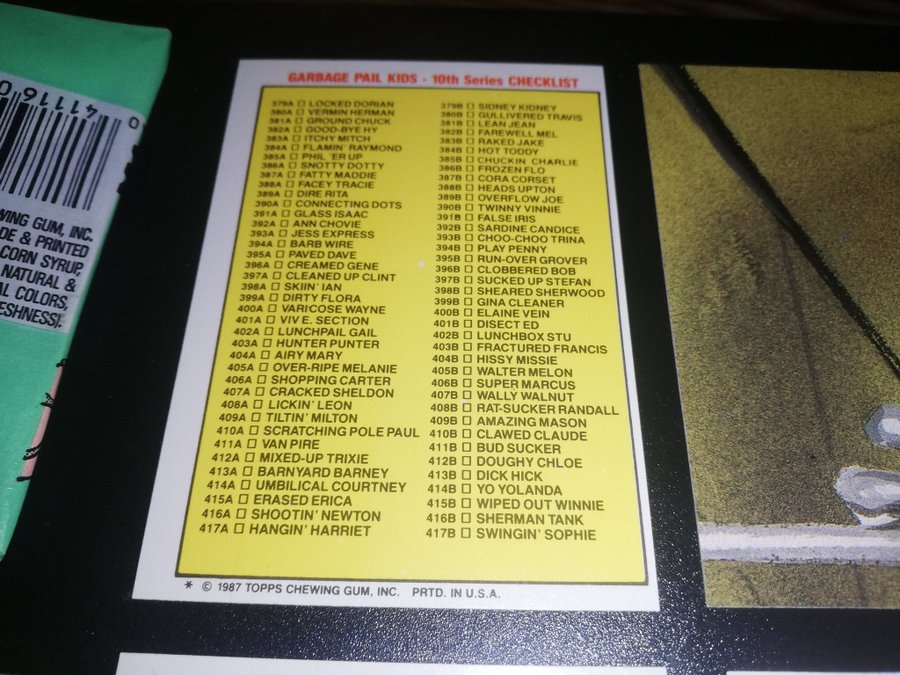 41116 0
WING GUM, INC.
DE & PRINTED
CORN SYRUP,
NATURAL &
AL COLORS,
FRESHNESS).
GARBAGE PAIL KIDS - 10th Series CHECKLIST
379A □ LOCKED DORIAN
380A □ VERMIN HERMAN
381A □ GROUND CHUCK
382A □ GOOD-BYE HY
383A □ ITCHY MITCH
384A □ FLAMIN' RAYMOND
385A □ PHIL 'ER UP
386A □ SNOTTY DOTTY
387A □ FATTY MADDIE
388A □ FACEY TRACIE
389A □ DIRE RITA
390A □ CONNECTING DOTS
391A □ GLASS ISAAC
392A □ ANN CHOVIE
393A □ JESS EXPRESS
394A □ BARB WIRE
395A □ PAVED DAVE
396A □ CREAMED GENE
397A □ CLEANED UP CLINT
398A □ SKIIN' IAN
399A □ DIRTY FLORA
400A □ VARICOSE WAYNE
401A □ VIV E. SECTION
402A □ LUNCHPAIL GAIL
403A □ HUNTER PUNTER
404A □ AIRY MARY
405A □ OVER-RIPE MELANIE
406A □ SHOPPING CARTER
407A □ CRACKED SHELDON
408A □ LICKIN' LEON
409A □ TILTIN' MILTON
410A □ SCRATCHING POLE PAUL
411A □ VAN PIRE
412A □ MIXED-UP TRIXIE
413A □ BARNYARD BARNEY
414A □ UMBILICAL COURTNEY
415A □ ERASED ERICA
416A □ SHOOTIN' NEWTON
417A □ HANGIN' HARRIET
379B □ SIDNEY KIDNEY
380B □ GULLIVERED TRAVIS
381B □ LEAN JEAN
382B □ FAREWELL MEL
383B □ RAKED JAKE
384B □ HOT TODDY
385B □ CHUCKIN CHARLIE
386B □ FROZEN FLO
387B □ CORA CORSET
388B □ HEADS UPTON
389B □ OVERFLOW JOE
390B □ TWINNY VINNIE
391B □ FALSE IRIS
392B □ SARDINE CANDICE
393B □ CHOO-CHOO TRINA
394B □ PLAY PENNY
395B □ RUN-OVER GROVER
396B □ CLOBBERED BOB
397B □ SUCKED UP STEFAN
398B □ SHEARED SHERWOOD
399B □ GINA CLEANER
400B □ ELAINE VEIN
401B □ DISECT ED
402B □ LUNCHBOX STU
403B □ FRACTURED FRANCIS
404B □ HISSY MISSIE
405B □ WALTER MELON
406B □ SUPER MARCUS
407B □ WALLY WALNUT
408B □ RAT-SUCKER RANDALL
409B □ AMAZING MASON
410B □ CLAWED CLAUDE
411B □ BUD SUCKER
412B □ DOUGHY CHLOE
413B □ DICK HICK
414B □ YO YOLANDA
415B □ WIPED OUT WINNIE
416B □ SHERMAN TANK
417B □ SWINGIN' SOPHIE
* © 1987 TOPPS CHEWING GUM, INC. PRTD. IN U.S.A.